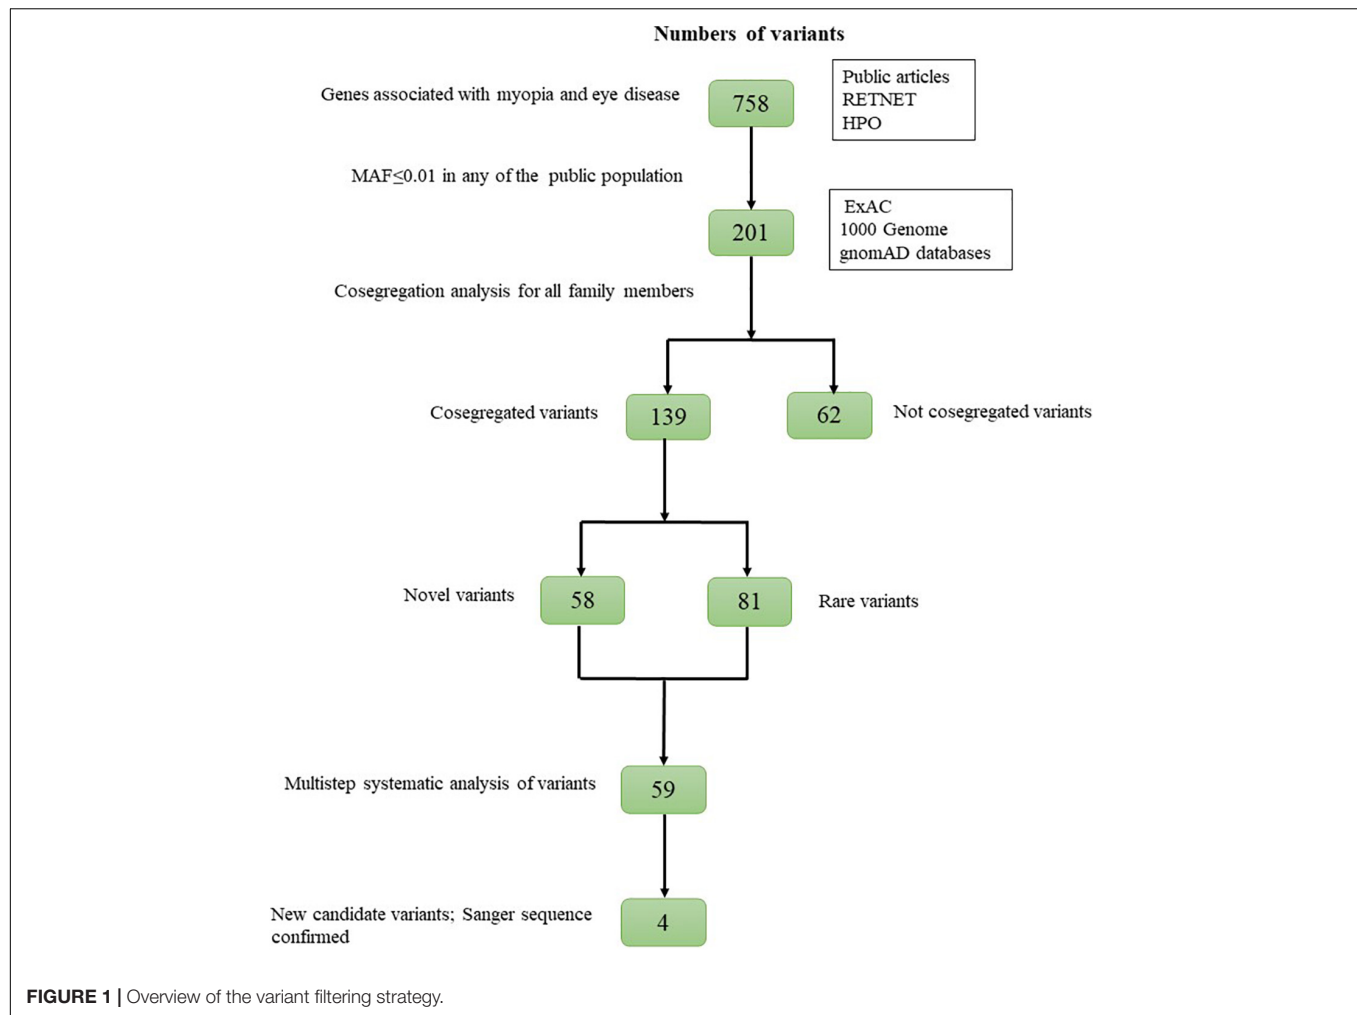 Numbers of variants
Genes associated with myopia and eye disease
758
Public articles
RETNET
HPO
MAF≤0.01 in any of the public population
201
ExAC
1000 Genome
gnomAD databases
Cosegregation analysis for all family members
Cosegregated variants
139
62
Not cosegregated variants
Novel variants
58
81
Rare variants
Multistep systematic analysis of variants
59
New candidate variants; Sanger sequence
confirmed
4
FIGURE 1 | Overview of the variant filtering strategy.